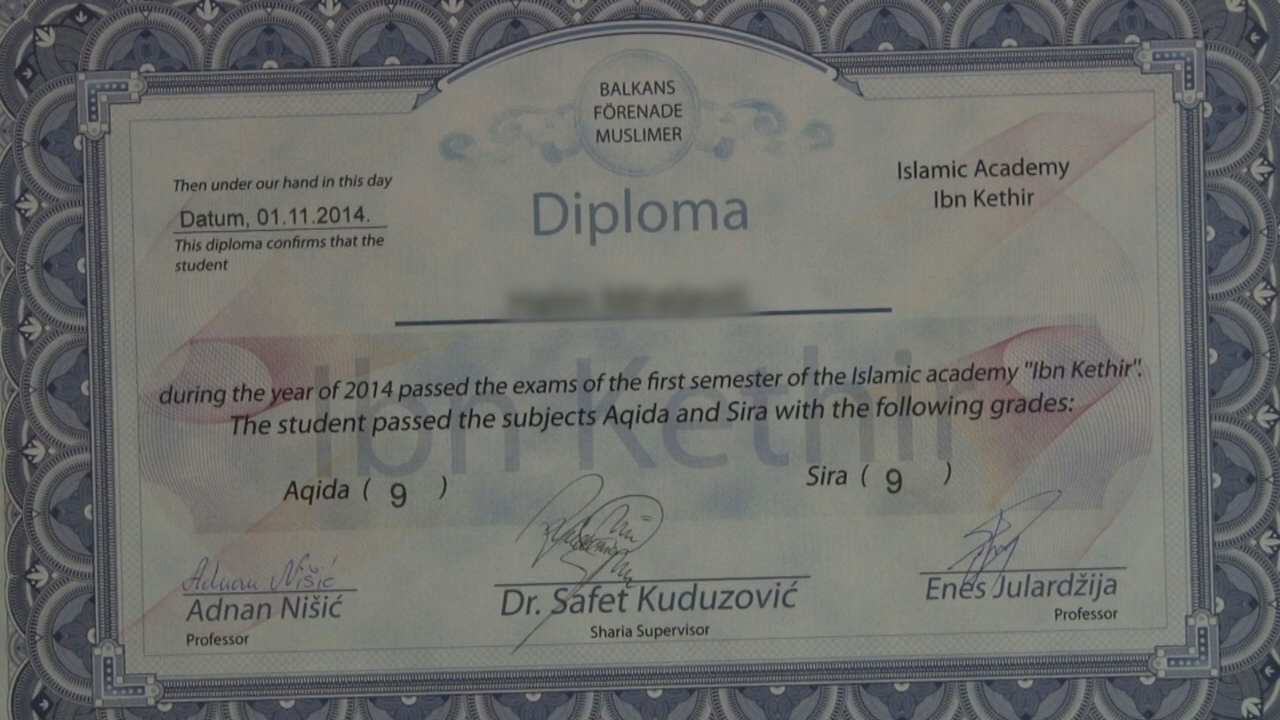 BALKANS
FÖRENADE
MUSLIMER
Then under our hand in this day
Datum, 01.11.2014.
This diploma confirms that the
student
Islamic Academy
Ibn Kethir
Diploma
Ibn Kethir
during the year of 2014 passed the exams of the first semester of the Islamic academy "Ibn Kethir".
The student passed the subjects Aqida and Sira with the following grades:
Aqida ( 9 )
Sira ( 9 )
Adnan Nišić
Adnan Nišić
Professor
Dr. Safet Kuduzović
Sharia Supervisor
Enes Julardžija
Professor